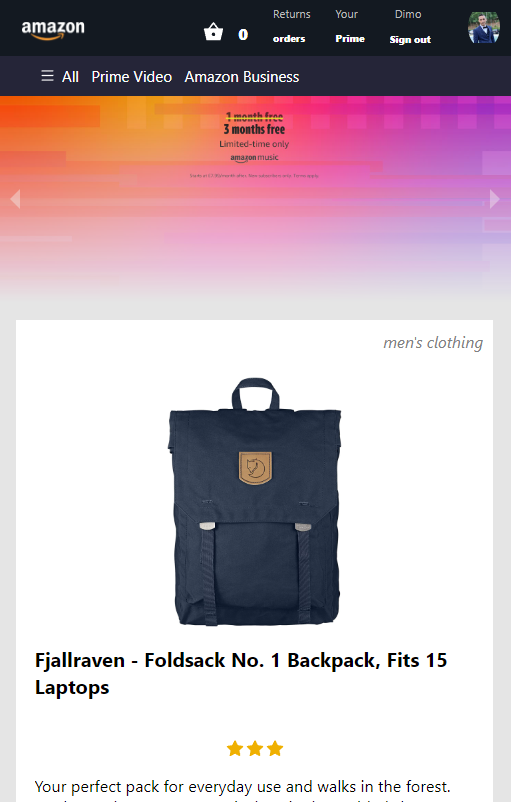 amazon
0
Returns
orders
Your
Prime
Dimo
Sign out
All Prime Video Amazon Business
1 month free
3 months free
Limited-time only
amazon music
men's clothing
Fjallraven - Foldsack No. 1 Backpack, Fits 15
Laptops
Your perfect pack for everyday use and walks in the forest.